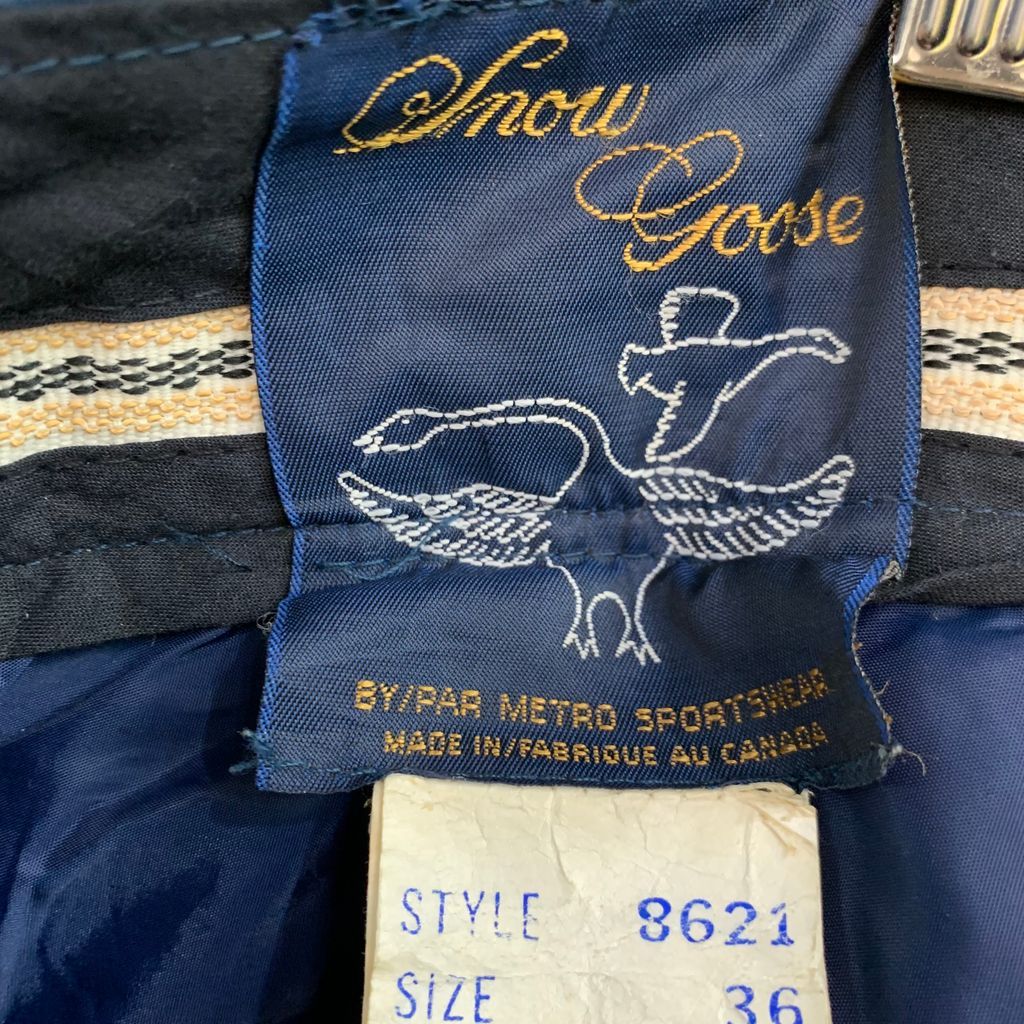 Snow
Goose
BY/PAR METRO SPORTSWEAR
MADE IN/FABRIQUE AU CANADA
STYLE 8621
SIZE 36